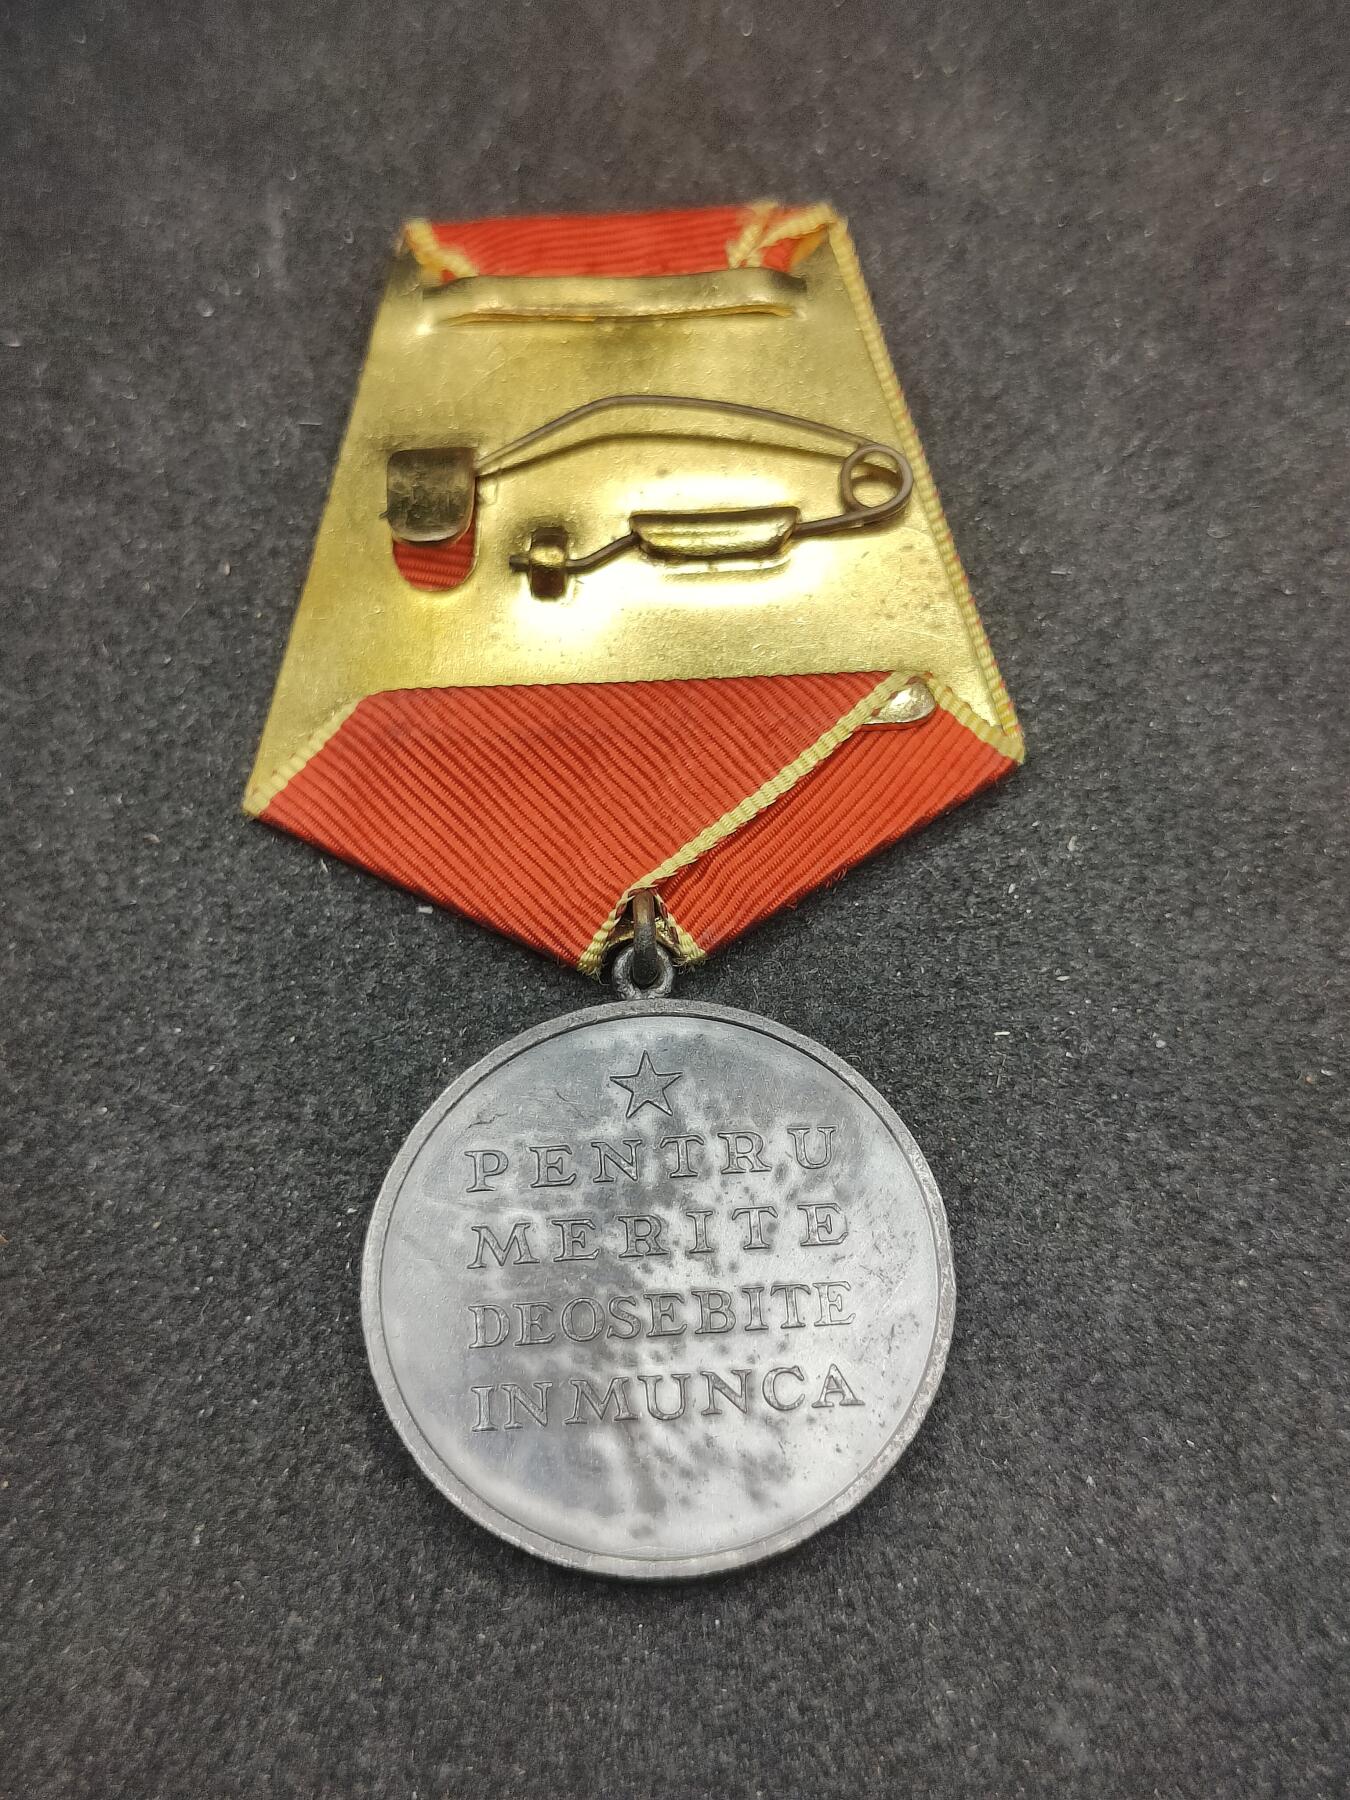 PENTRU
MERITE
DEOSEBITE
IN MUNCA